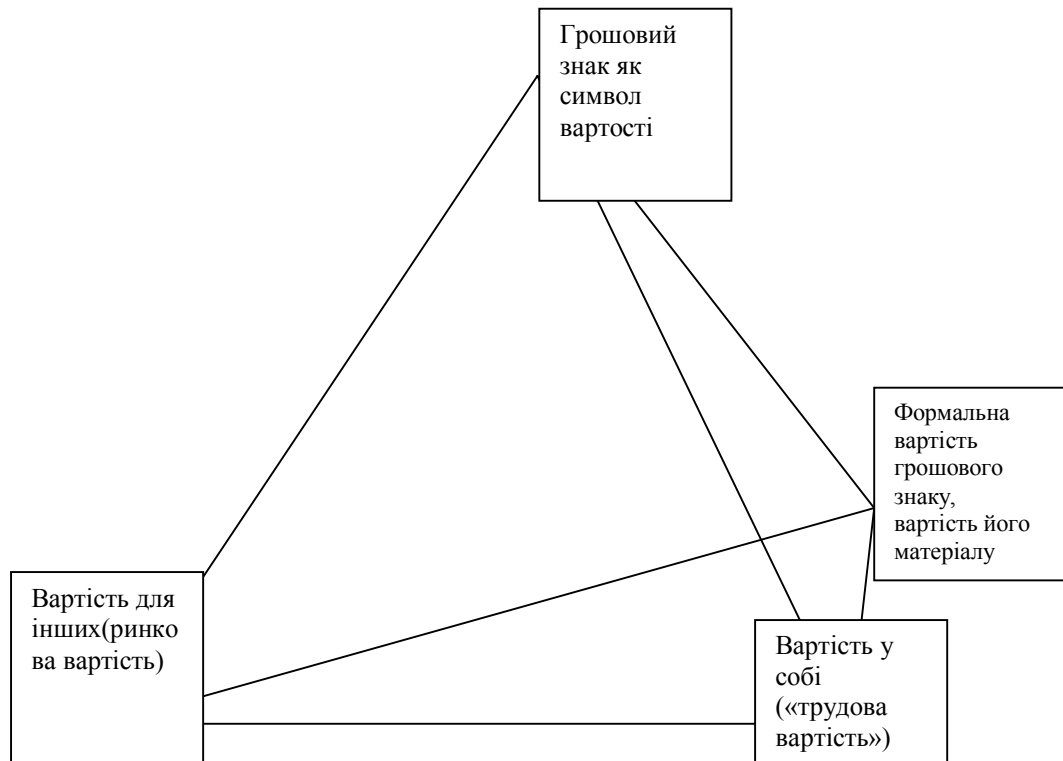 Грошовий
знак як
символ
вартості
Формальна
вартість
грошового
знаку,
вартість його
матеріалу
Вартість для
інших(ринко
ва вартість)
Вартість у
собі
(«трудова
вартість»)